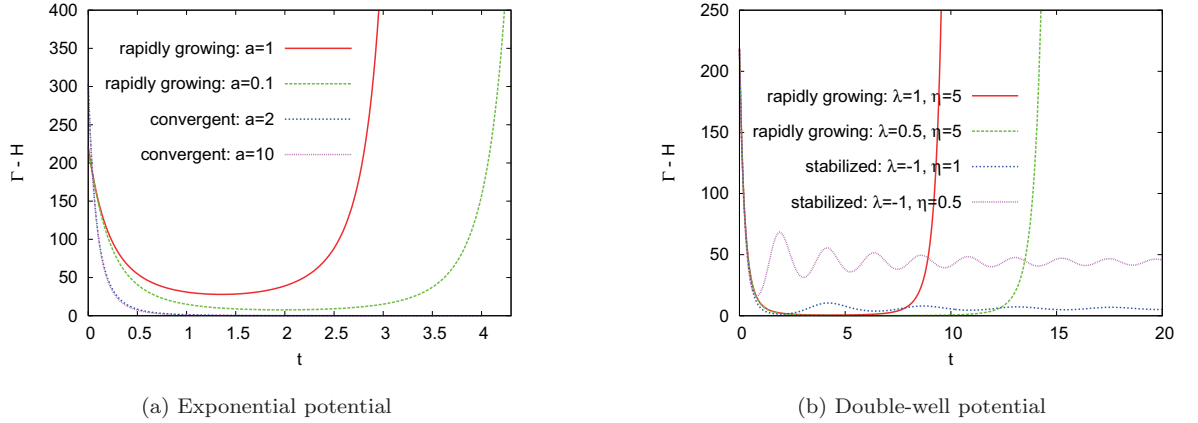 400
350
300
250
200
150
100
50
0
Γ - H
rapidly growing: a=1
rapidly growing: a=0.1
convergent: a=2
convergent: a=10
0 0.5 1 1.5 2 2.5 3 3.5 4
t
(a) Exponential potential
250
200
150
100
50
0
Γ - H
rapidly growing: λ=1, η=5
rapidly growing: λ=0.5, η=5
stabilized: λ=-1, η=1
stabilized: λ=-1, η=0.5
0 5 10 15 20
t
(b) Double-well potential